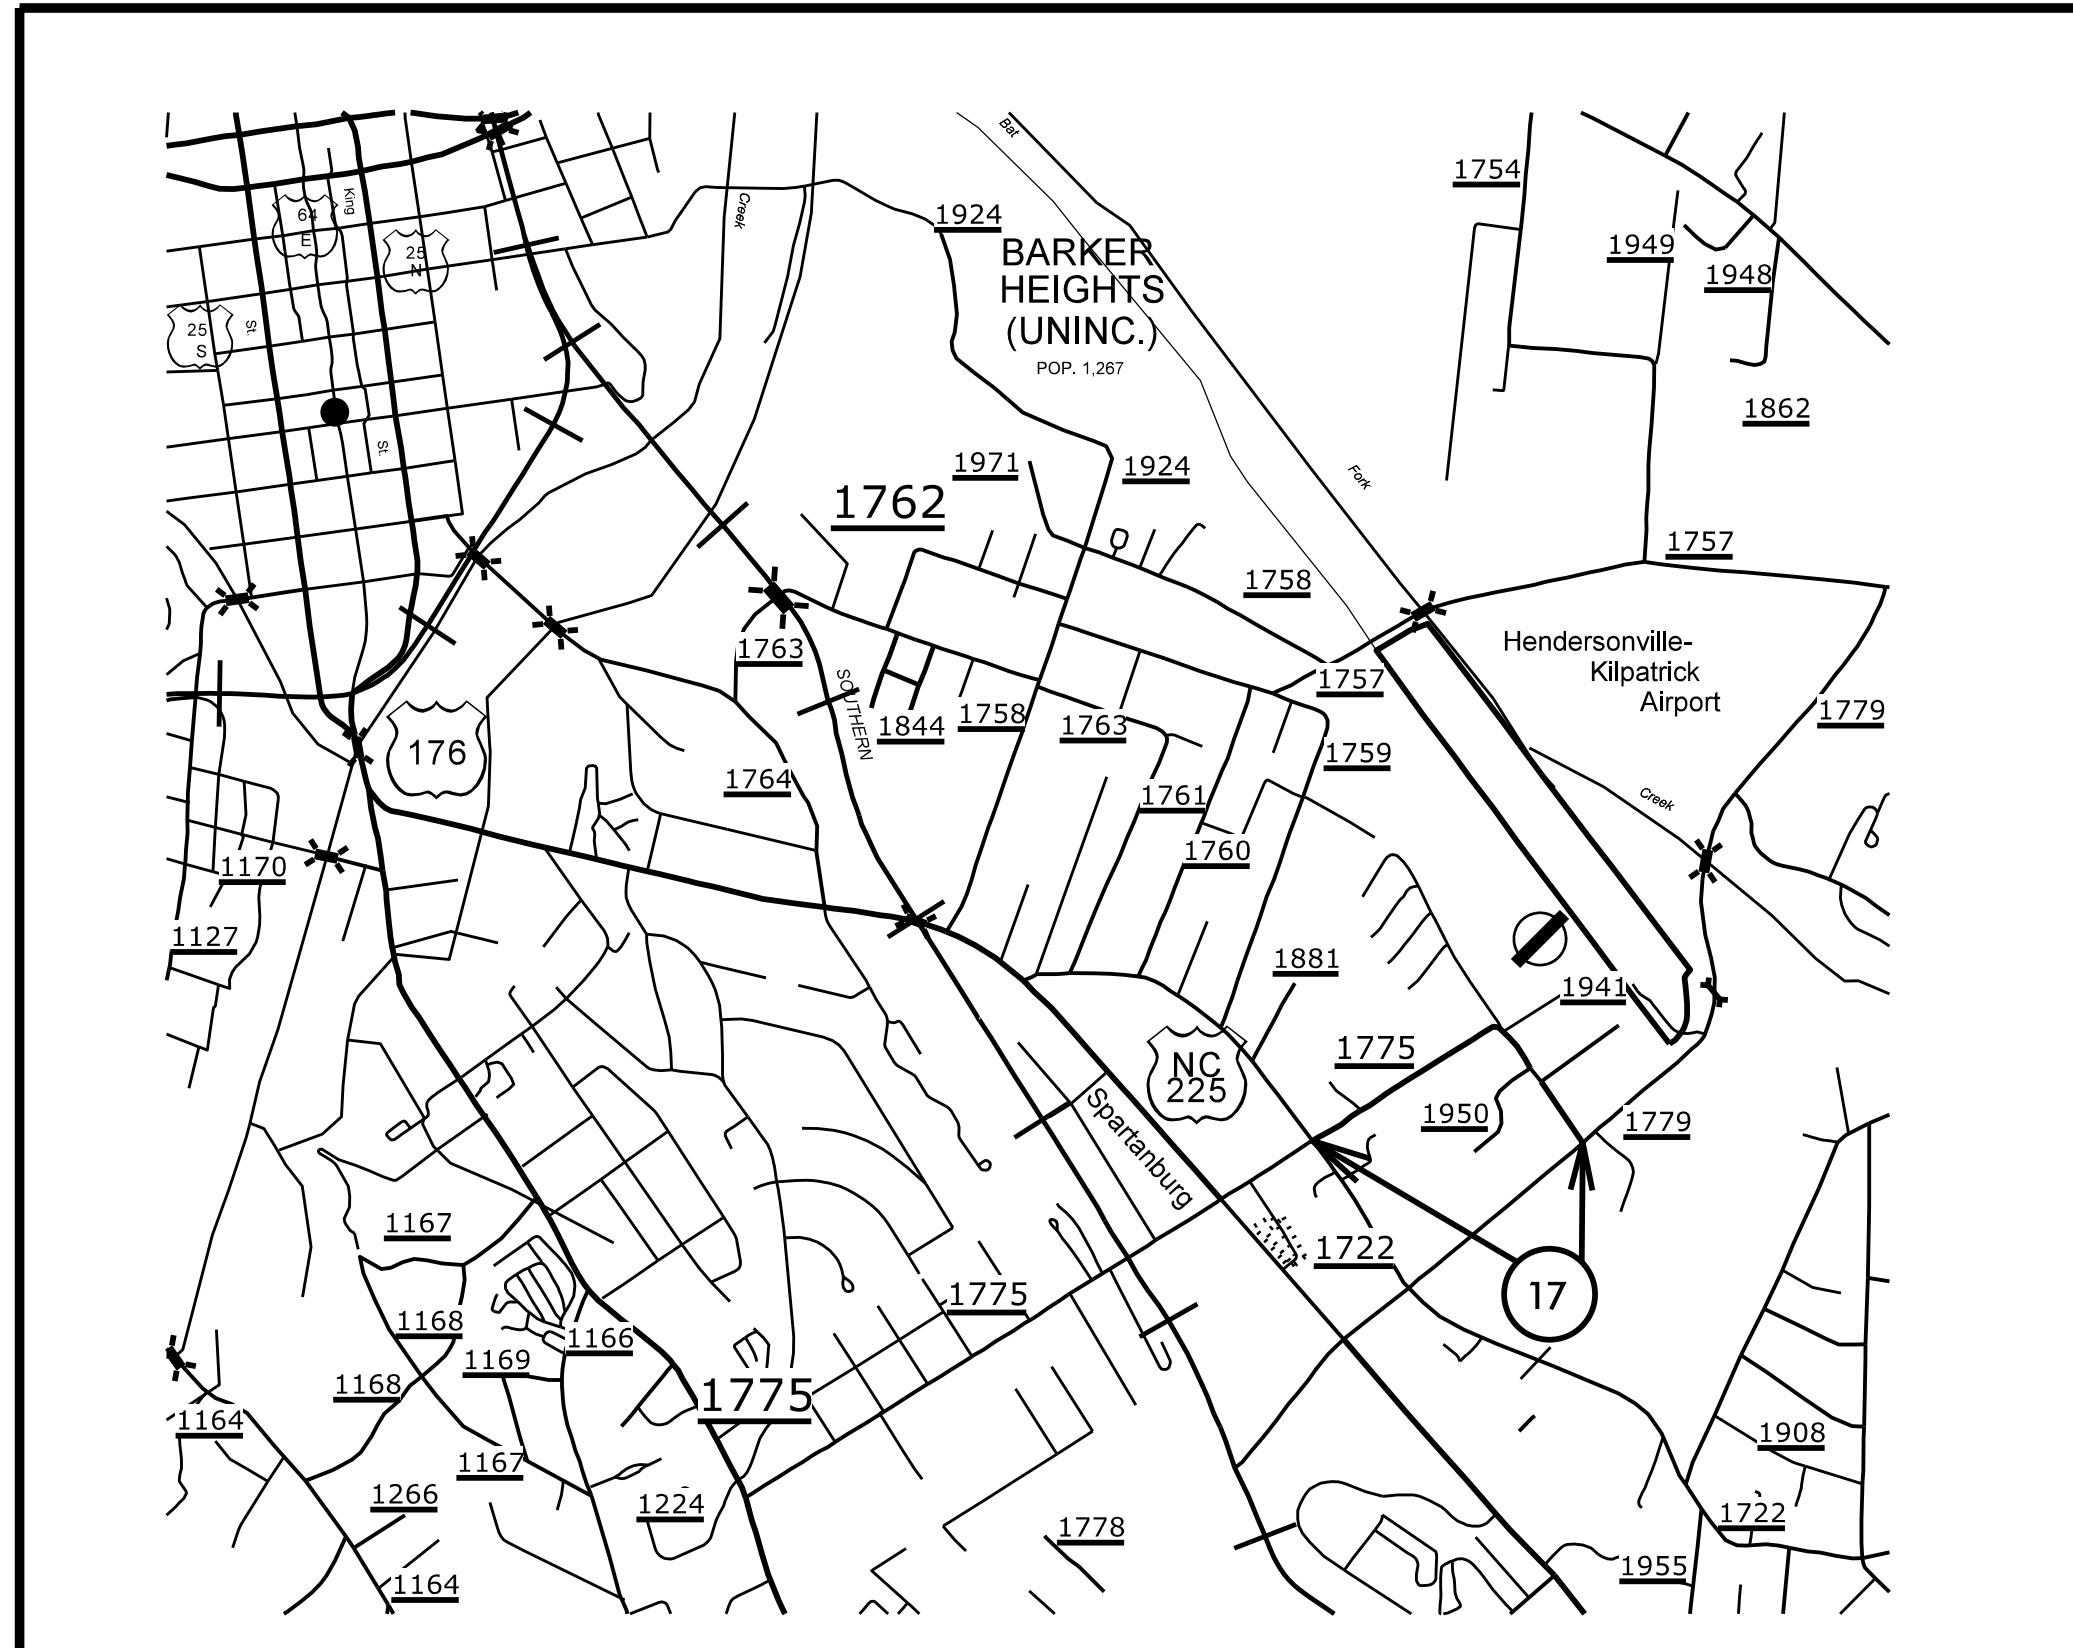 Bat
1754
64
E
King
Creek
1924
25
N
BARKER
HEIGHTS
(UNINC.)
POP. 1,267
1949
1948
25
S
St.
St.
1862
1971
1924
Fork
1762
1757
1758
1763
Hendersonville-
Kilpatrick
Airport
SOUTHERN
1757
1844
1758
1763
1779
176
1759
1764
1761
Creek
1760
1170
1127
1881
1941
1775
NC
225
1950
1779
Spartanburg
1167
1722
17
1775
1168
1166
1169
1168
1775
1164
1908
1167
1266
1224
1722
1778
1955
1164